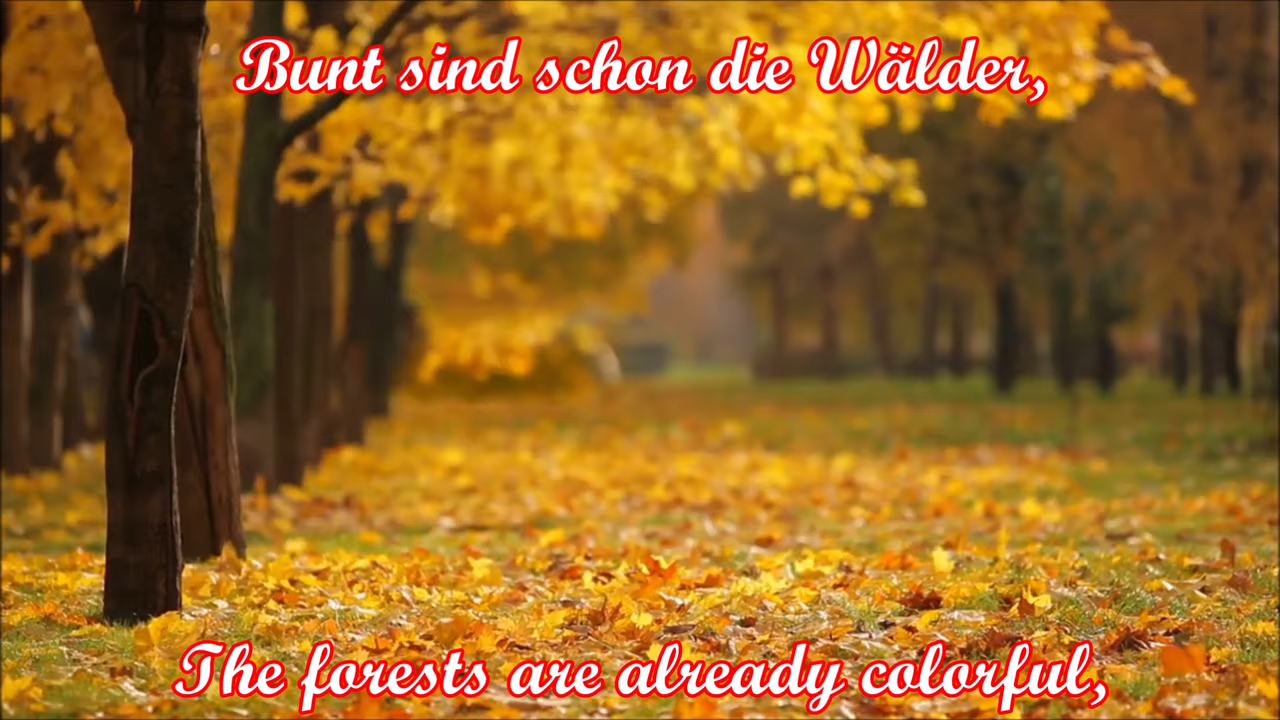 Bunt sind schon die Wälder,
The forests are already colorful,